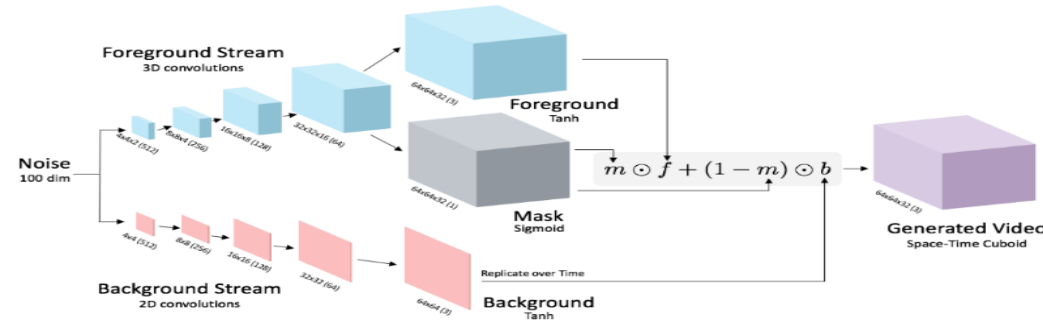 Foreground Stream
3D convolutions
4x4x2 (512)
8x8x4 (256)
16x16x8 (128)
32x32x16 (64)
64x64x32 (3)
Foreground
Tanh
64x64x32 (1)
Mask
Sigmoid
Noise
100 dim
m ⊙ f + (1 − m) ⊙ b
64x64x32 (3)
Generated Video
Space-Time Cuboid
4x4 (512)
8x8 (256)
16x16 (128)
32x32 (64)
64x64 (3)
Replicate over Time
Background Stream
2D convolutions
Background
Tanh